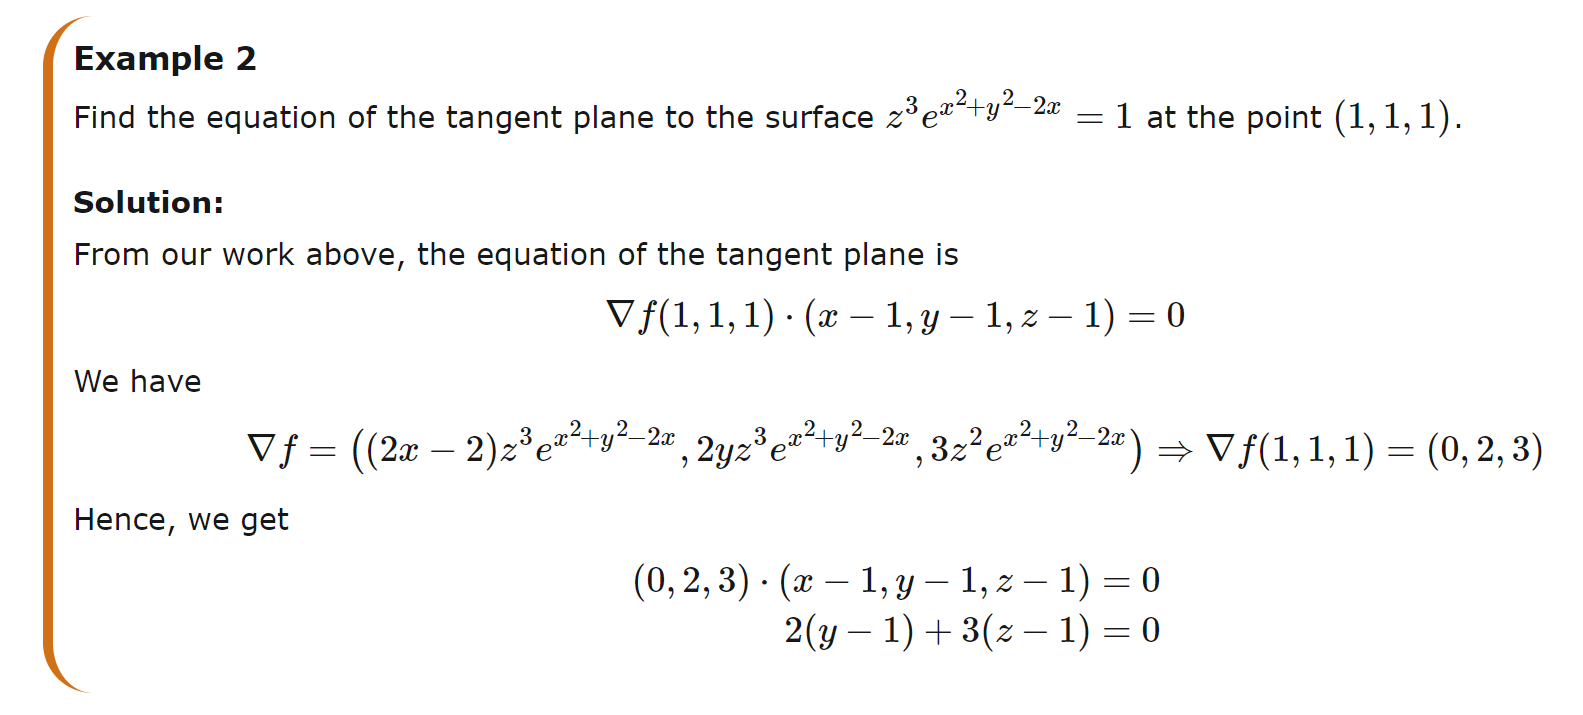 Example 2
Find the equation of the tangent plane to the surface $z^3e^{x^2+y^2-2x} = 1$ at the point $(1, 1, 1)$.
Solution:
From our work above, the equation of the tangent plane is
$\nabla f(1, 1, 1) \cdot (x - 1, y - 1, z - 1) = 0$
We have
$\nabla f = \left((2x - 2)z^3e^{x^2+y^2-2x}, 2yz^3e^{x^2+y^2-2x}, 3z^2e^{x^2+y^2-2x}\right) \Rightarrow \nabla f(1, 1, 1) = (0, 2, 3)$
Hence, we get
$(0, 2, 3) \cdot (x - 1, y - 1, z - 1) = 0$
$2(y - 1) + 3(z - 1) = 0$